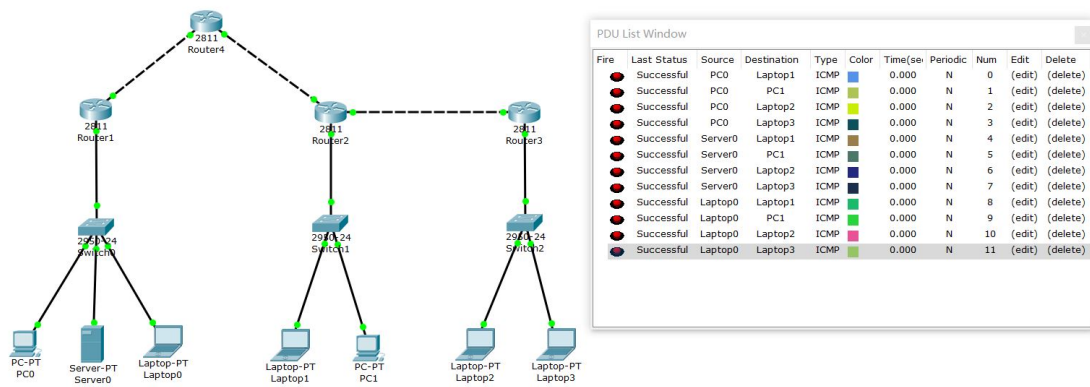 2811
Router4
2811
Router1
2811
Router2
2811
Router3
2950-24
Switch0
2950-24
Switch1
2950-24
Switch2
PC-PT
PC0
Server-PT
Server0
Laptop-PT
Laptop0
Laptop-PT
Laptop1
PC-PT
PC1
Laptop-PT
Laptop2
Laptop-PT
Laptop3
PDU List Window
Fire Last Status Source Destination Type Color Time(sec Periodic Num Edit Delete
Successful PC0 Laptop1 ICMP 0.000 N 0 (edit) (delete)
Successful PC0 PC1 ICMP 0.000 N 1 (edit) (delete)
Successful PC0 Laptop2 ICMP 0.000 N 2 (edit) (delete)
Successful PC0 Laptop3 ICMP 0.000 N 3 (edit) (delete)
Successful Server0 Laptop1 ICMP 0.000 N 4 (edit) (delete)
Successful Server0 PC1 ICMP 0.000 N 5 (edit) (delete)
Successful Server0 Laptop2 ICMP 0.000 N 6 (edit) (delete)
Successful Server0 Laptop3 ICMP 0.000 N 7 (edit) (delete)
Successful Laptop0 Laptop1 ICMP 0.000 N 8 (edit) (delete)
Successful Laptop0 PC1 ICMP 0.000 N 9 (edit) (delete)
Successful Laptop0 Laptop2 ICMP 0.000 N 10 (edit) (delete)
Successful Laptop0 Laptop3 ICMP 0.000 N 11 (edit) (delete)